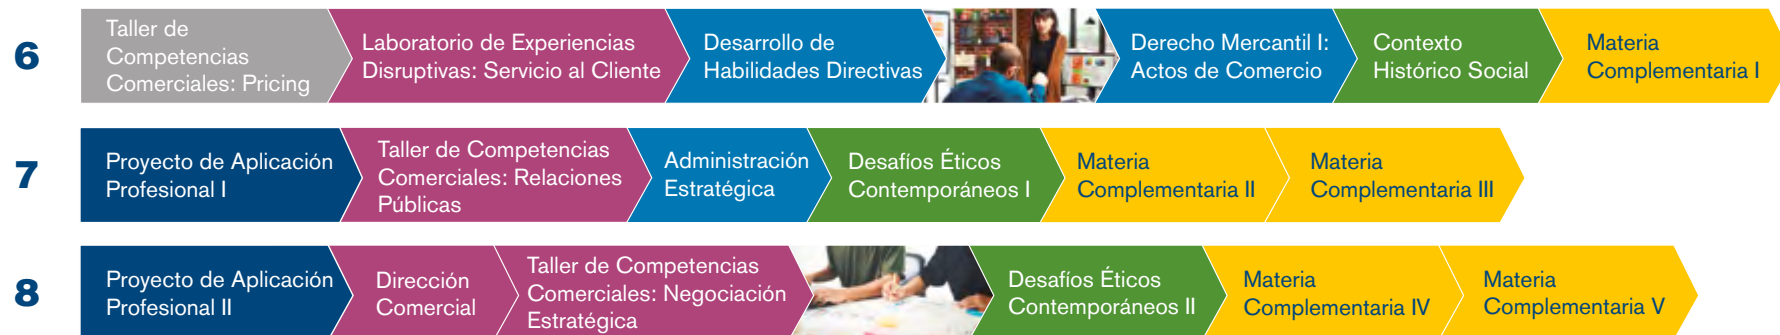 6
Taller de
Competencias
Comerciales: Pricing
Laboratorio de Experiencias
Disruptivas: Servicio al Cliente
Desarrollo de
Habilidades Directivas
Derecho Mercantil I:
Actos de Comercio
Contexto
Histórico Social
Materia
Complementaria I
7
Proyecto de Aplicación
Profesional I
Taller de Competencias
Comerciales: Relaciones
Públicas
Administración
Estratégica
Desafíos Éticos
Contemporáneos I
Materia
Complementaria II
Materia
Complementaria III
8
Proyecto de Aplicación
Profesional II
Dirección
Comercial
Taller de Competencias
Comerciales: Negociación
Estratégica
Desafíos Éticos
Contemporáneos II
Materia
Complementaria IV
Materia
Complementaria V